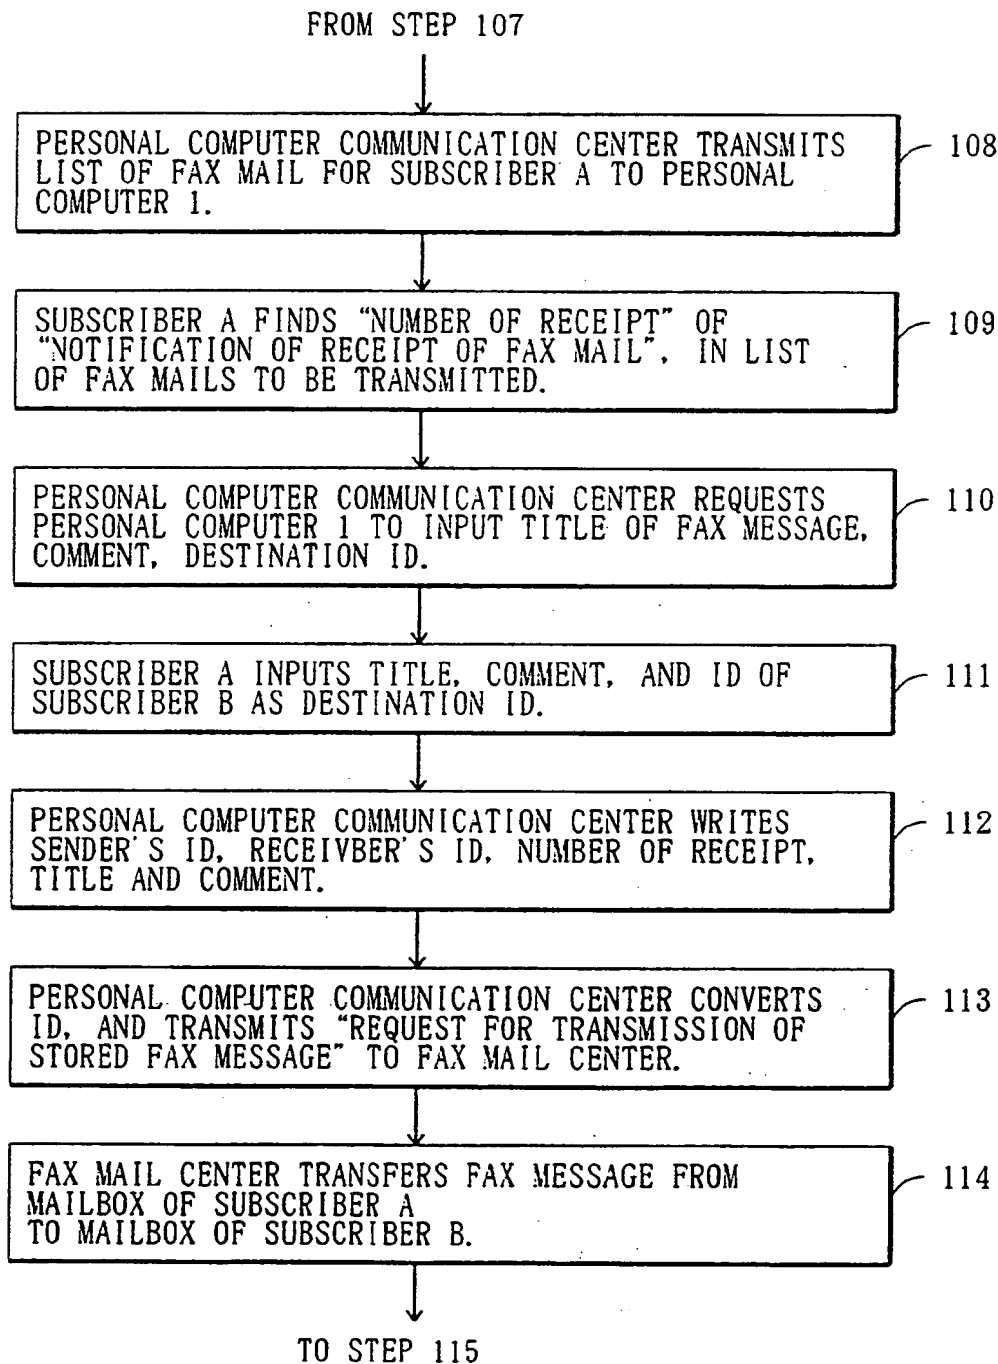 FROM STEP 107
PERSONAL COMPUTER COMMUNICATION CENTER TRANSMITS
LIST OF FAX MAIL FOR SUBSCRIBER A TO PERSONAL
COMPUTER 1.
108
SUBSCRIBER A FINDS "NUMBER OF RECEIPT" OF
"NOTIFICATION OF RECEIPT OF FAX MAIL", IN LIST
OF FAX MAILS TO BE TRANSMITTED.
109
PERSONAL COMPUTER COMMUNICATION CENTER REQUESTS
PERSONAL COMPUTER 1 TO INPUT TITLE OF FAX MESSAGE,
COMMENT, DESTINATION ID.
110
SUBSCRIBER A INPUTS TITLE, COMMENT, AND ID OF
SUBSCRIBER B AS DESTINATION ID.
111
PERSONAL COMPUTER COMMUNICATION CENTER WRITES
SENDER'S ID, RECEIVBER'S ID, NUMBER OF RECEIPT,
TITLE AND COMMENT.
112
PERSONAL COMPUTER COMMUNICATION CENTER CONVERTS
ID, AND TRANSMITS "REQUEST FOR TRANSMISSION OF
STORED FAX MESSAGE" TO FAX MAIL CENTER.
113
FAX MAIL CENTER TRANSFERS FAX MESSAGE FROM
MAILBOX OF SUBSCRIBER A
TO MAILBOX OF SUBSCRIBER B.
114
TO STEP 115